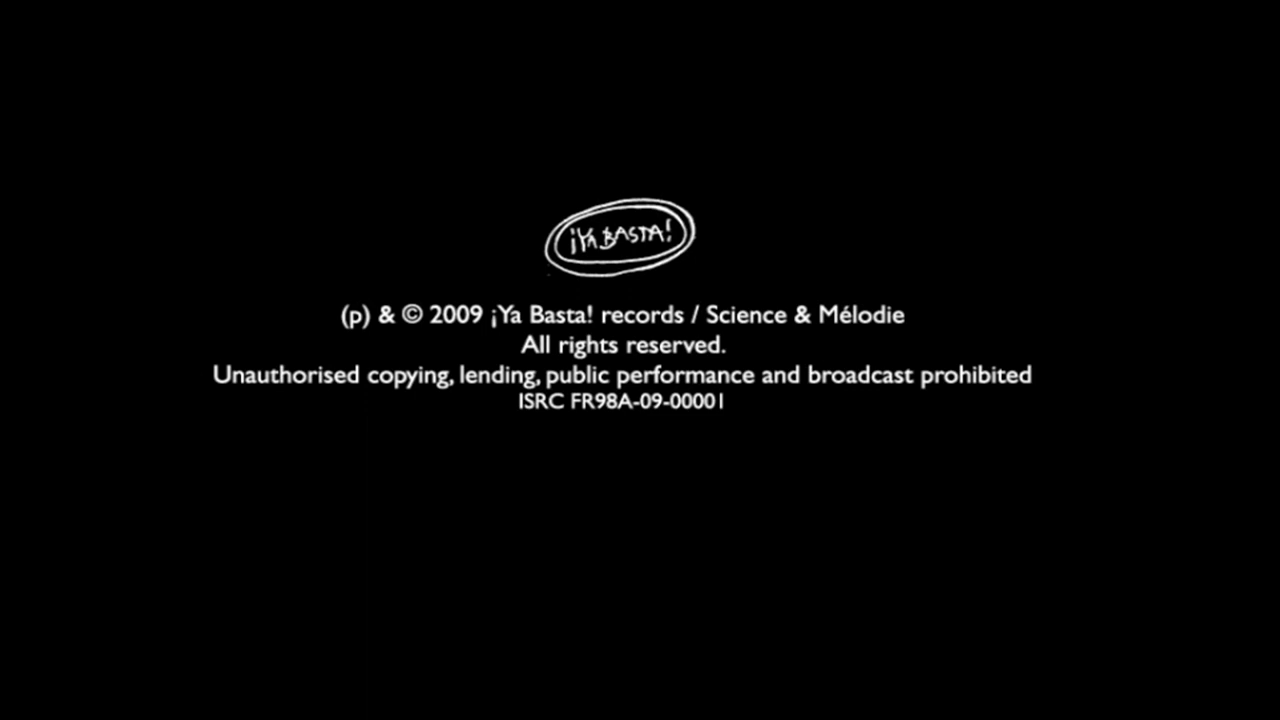 ¡YA BASTA!
(p) & © 2009 ¡Ya Basta! records / Science & Mélodie
All rights reserved.
Unauthorised copying, lending, public performance and broadcast prohibited
ISRC FR98A-09-00001